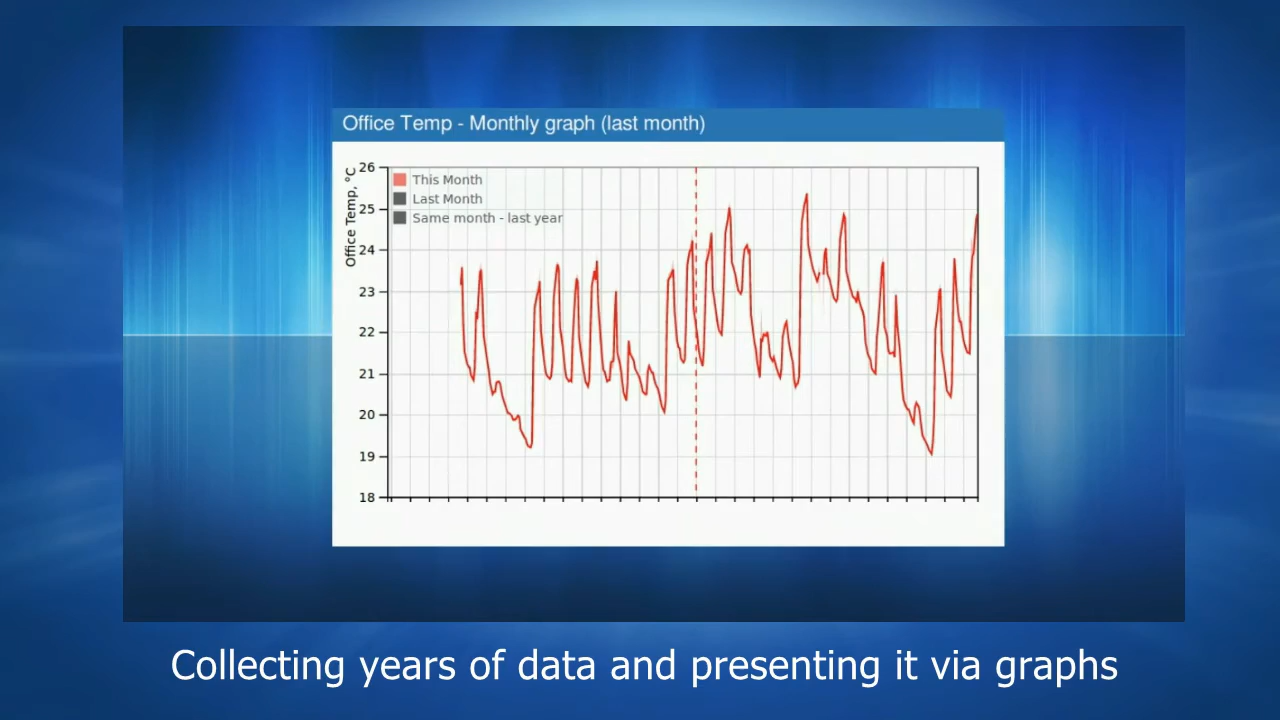 Office Temp - Monthly graph (last month)
Office Temp, °C
26
25
24
23
22
21
20
19
18
This Month
Last Month
Same month - last year
Collecting years of data and presenting it via graphs